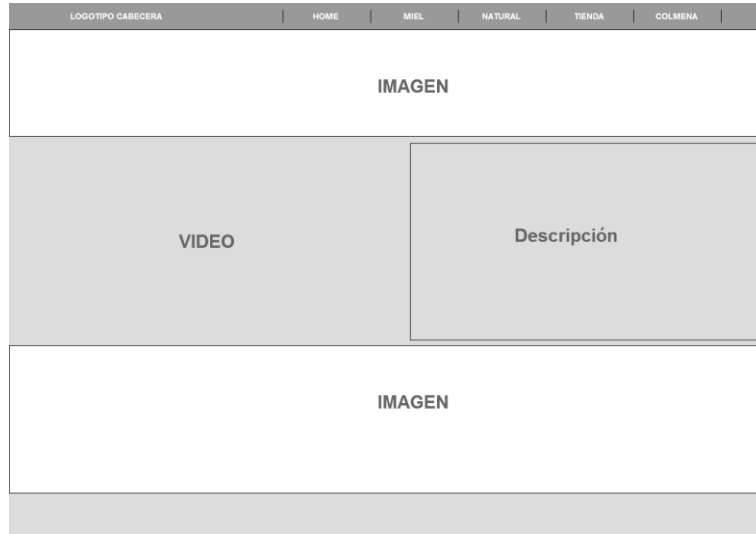 LOGOTIPO CABECERA | HOME | MIEL | NATURAL | TIENDA | COLMENA |
IMAGEN
VIDEO
Descripción
IMAGEN